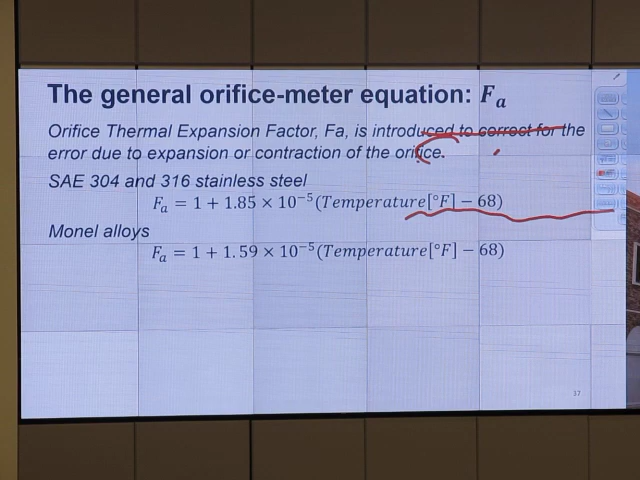 The general orifice-meter equation: Fₐ
Orifice Thermal Expansion Factor, Fa, is introduced to correct for the
error due to expansion or contraction of the orifice.
SAE 304 and 316 stainless steel
Fₐ = 1 + 1.85 × 10⁻⁵(Temperature[°F] − 68)
Monel alloys
Fₐ = 1 + 1.59 × 10⁻⁵(Temperature[°F] − 68)
37